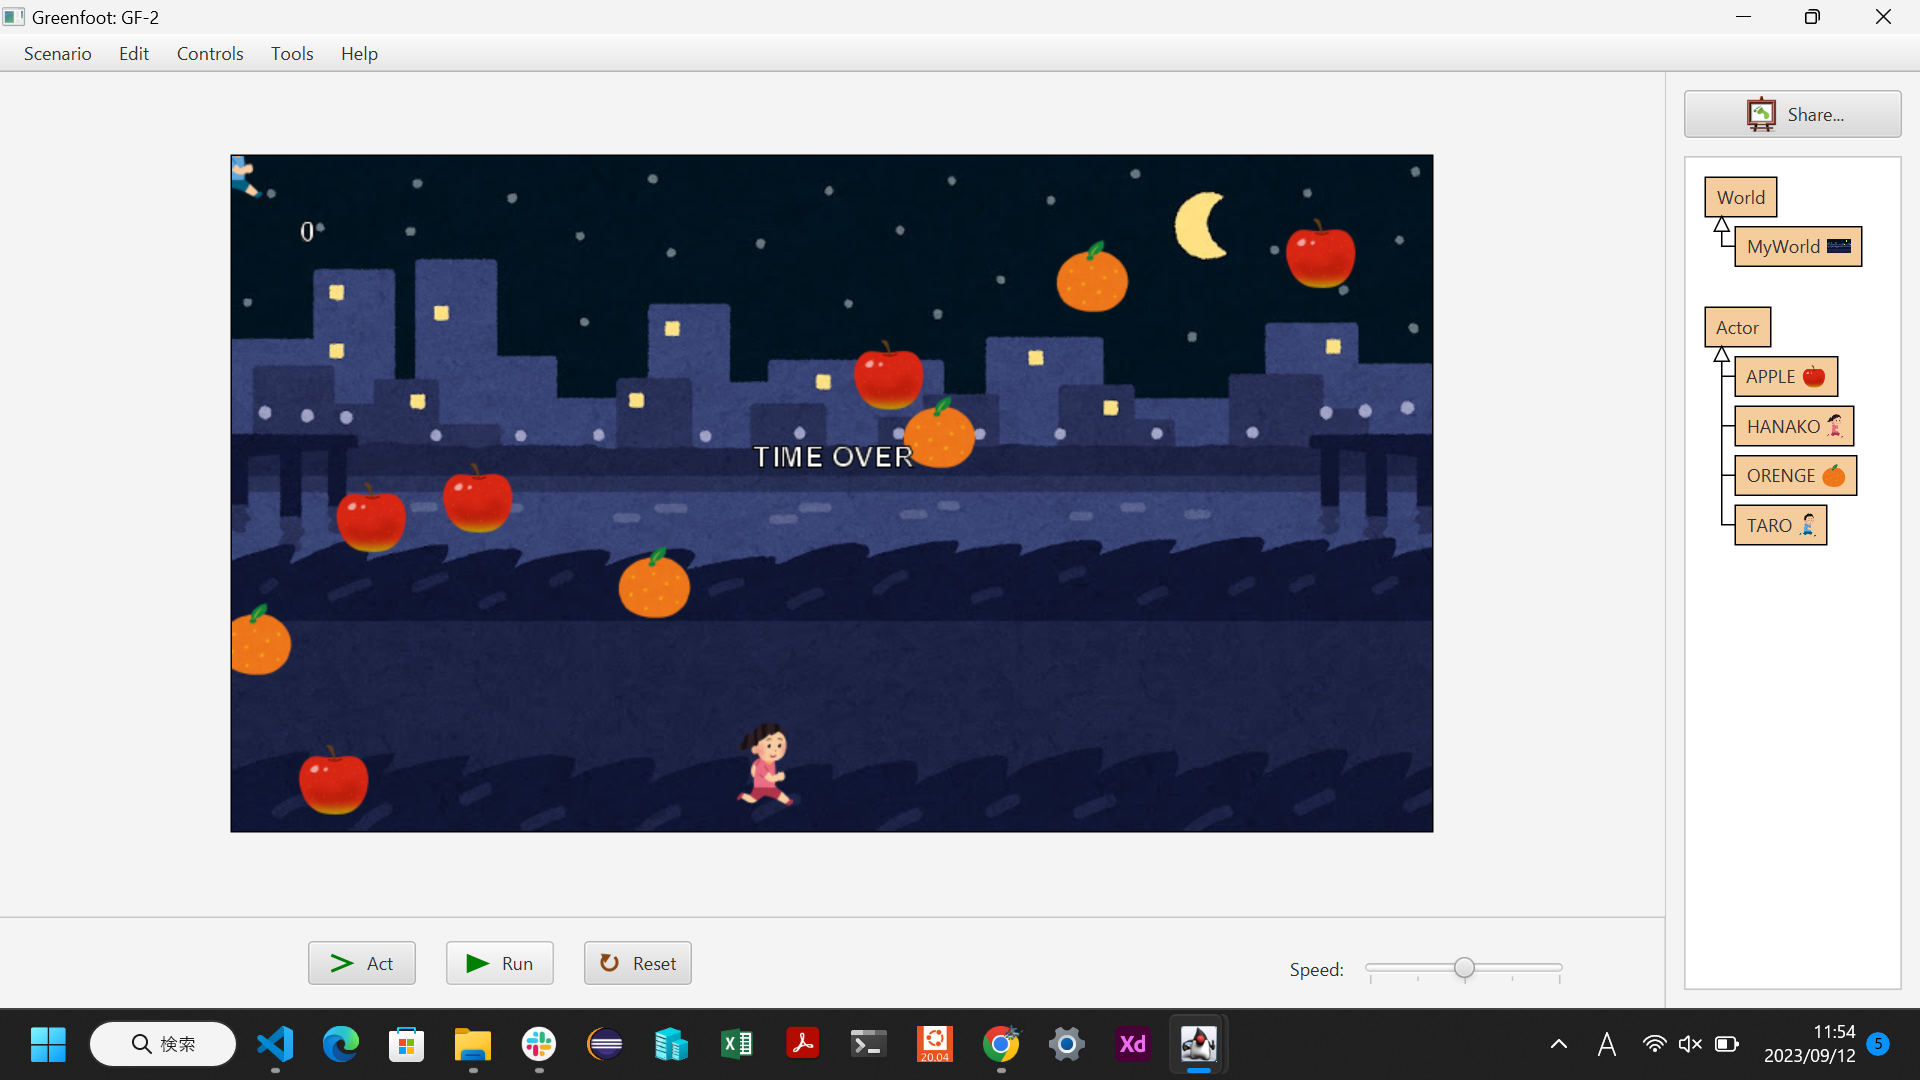 Greenfoot: GF-2
Scenario Edit Controls Tools Help
Share...
World
MyWorld
0
Actor
APPLE
HANAKO
TIME OVER
ORENGE
TARO
Act Run Reset Speed:
検索
20.04
Xd
A
11:54
2023/09/12
5